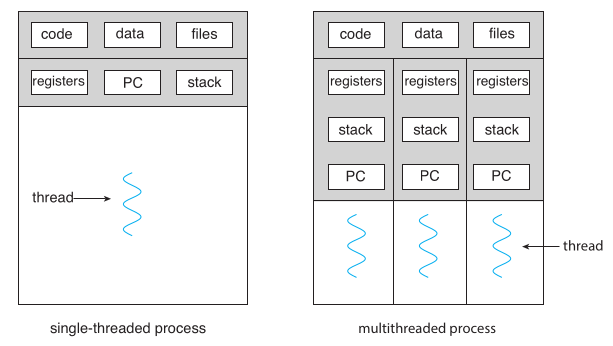 code data files
registers PC stack
thread
single-threaded process
code data files
registers registers registers
stack stack stack
PC PC PC
thread
multithreaded process